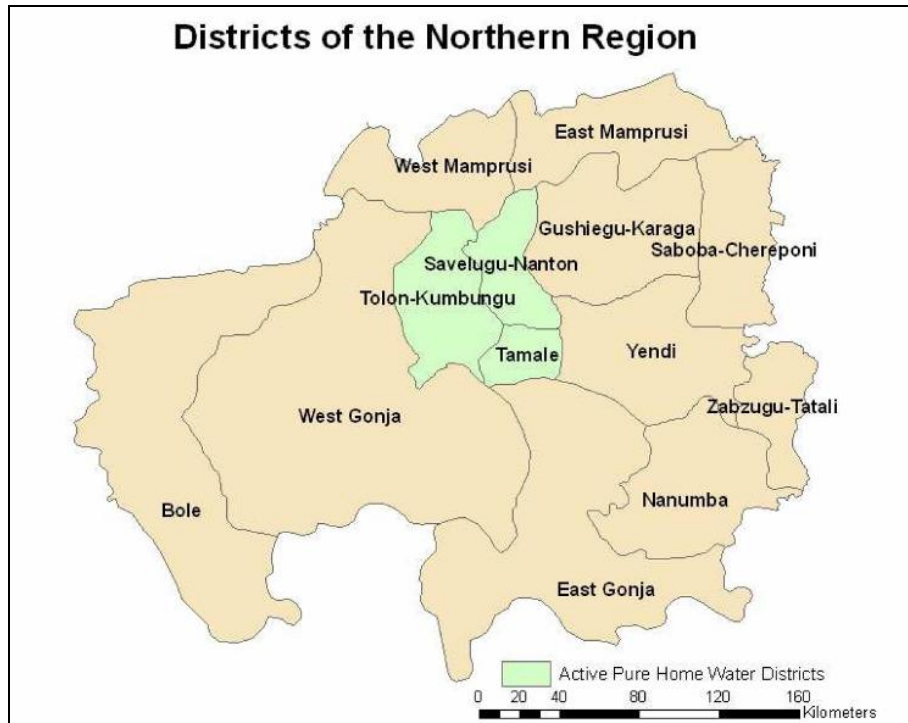 Districts of the Northern Region
East Mamprusi
West Mamprusi
Gushiegu-Karaga
Saboba-Chereponi
Savelugu-Nanton
Tolon-Kumbungu
Tamale
Yendi
Zabzugu-Tatali
West Gonja
Nanumba
Bole
East Gonja
Active Pure Home Water Districts
0 20 40 80 120 160
Kilometers